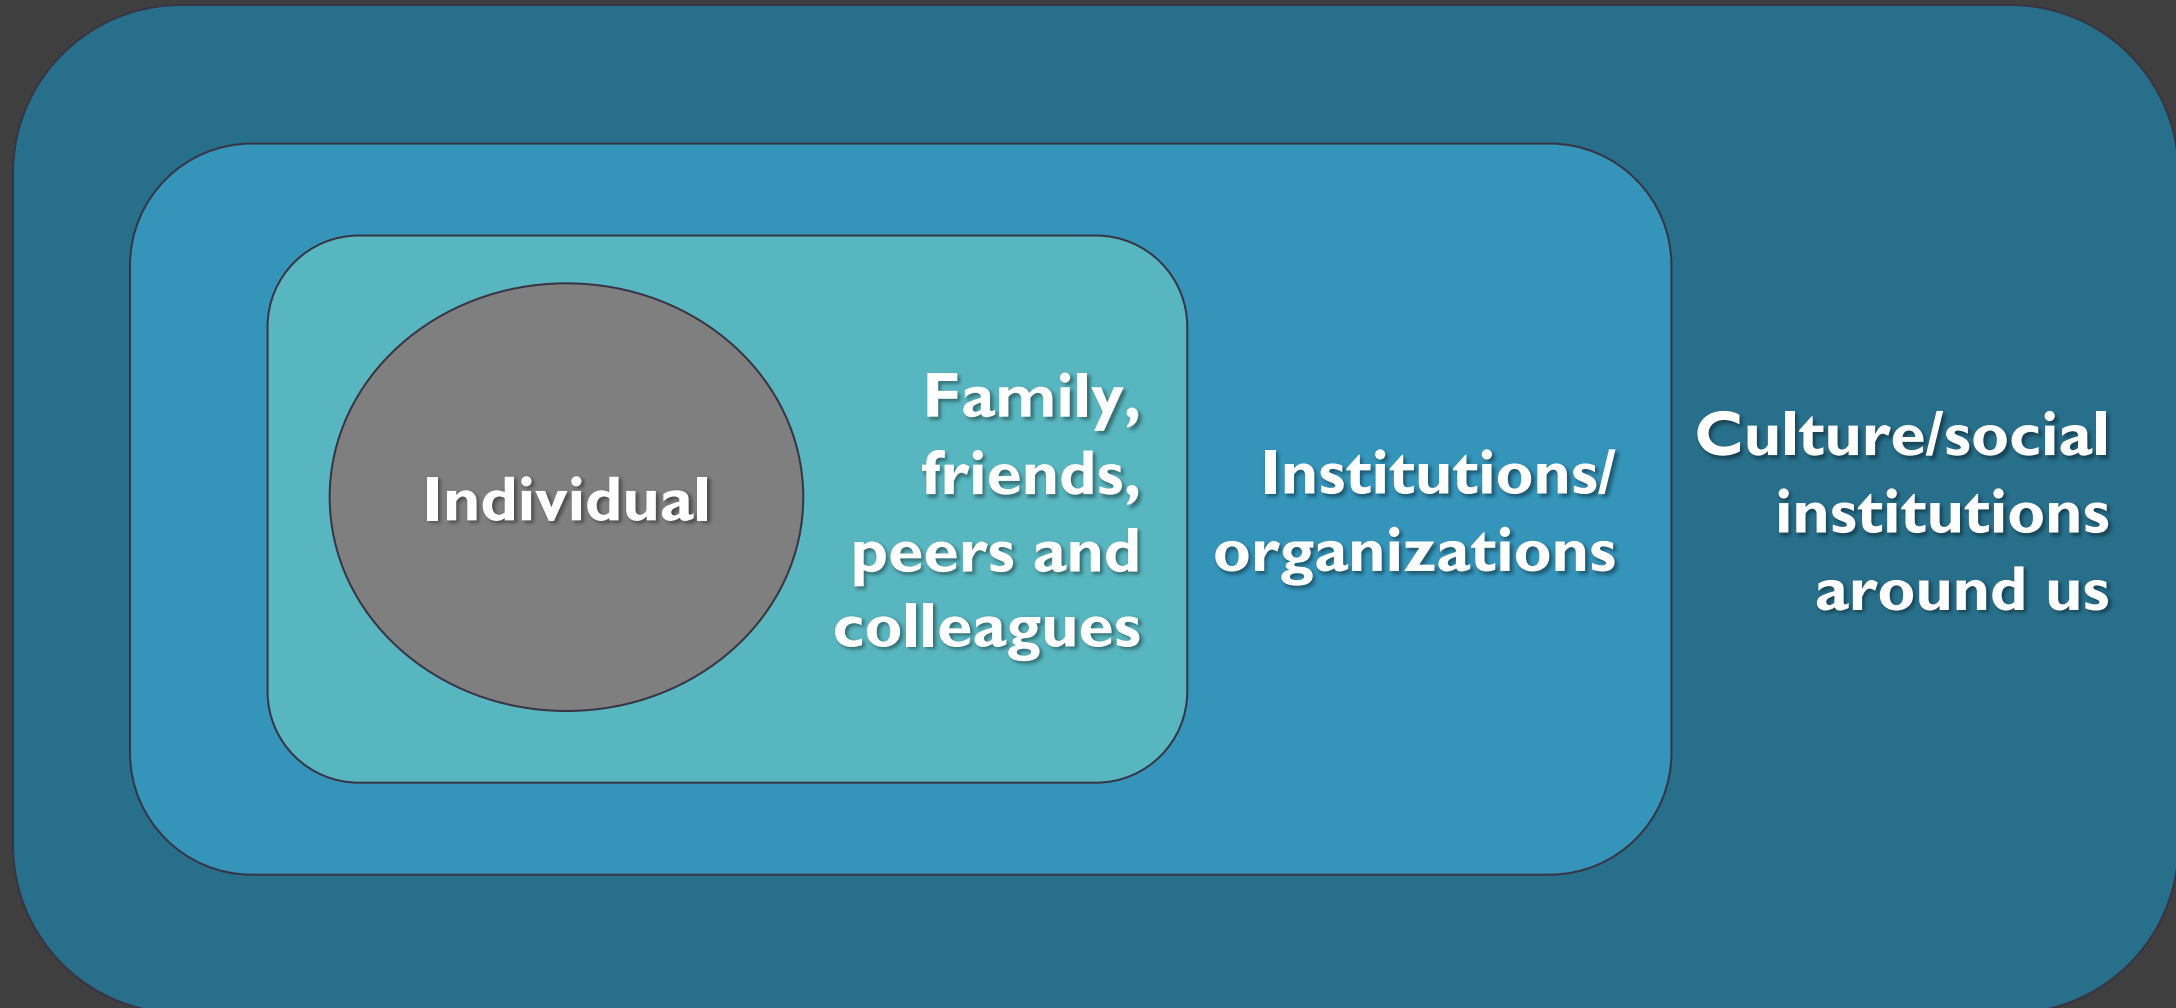 Individual
Family,
friends,
peers and
colleagues
Institutions/
organizations
Culture/social
institutions
around us